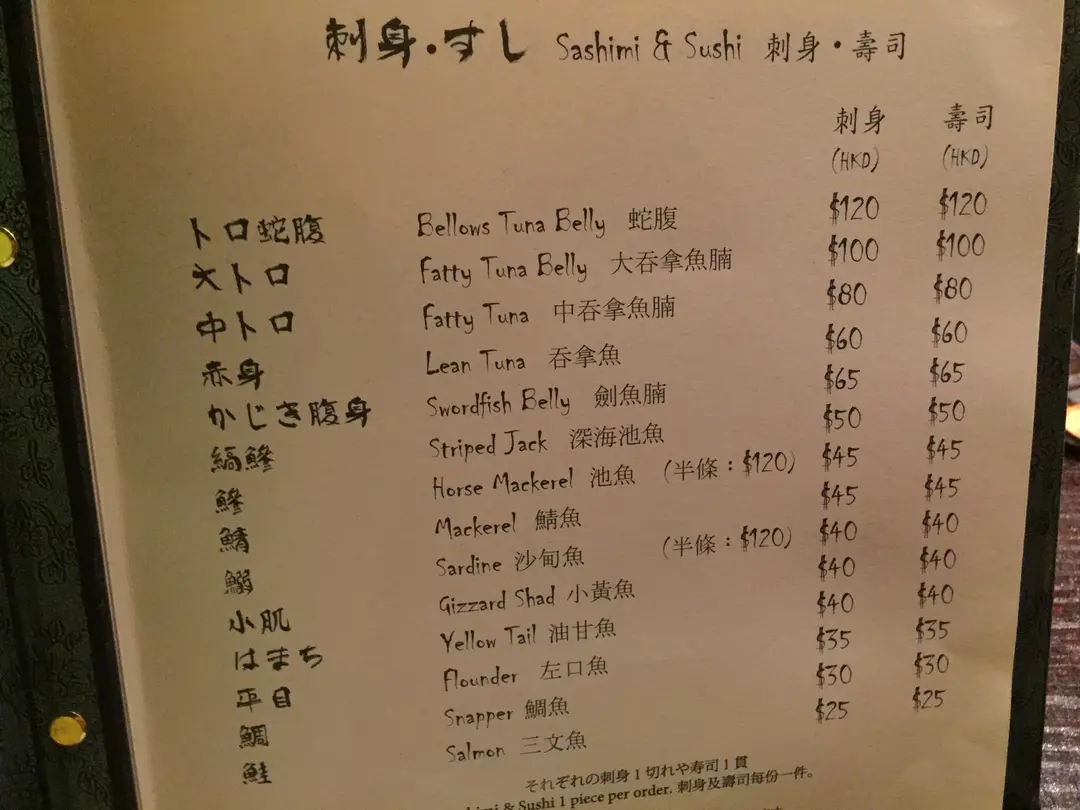 刺身・すし Sashimi & Sushi 刺身・壽司
刺身 壽司
(HKD) (HKD)
トロ蛇腹 Bellows Tuna Belly 蛇腹 $120 $120
大トロ Fatty Tuna Belly 大吞拿魚腩 $100 $100
中トロ Fatty Tuna 中吞拿魚腩 $80 $80
赤身 Lean Tuna 吞拿魚 $60 $60
かじき腹身 Swordfish Belly 劍魚腩 $65 $65
縞鯵 Striped Jack 深海池魚 $50 $50
鯵 Horse Mackerel 池魚 (半條：$120) $45 $45
鯖 Mackerel 鯖魚 $45 $45
鰯 Sardine 沙甸魚 (半條：$120) $40 $40
小肌 Gizzard Shad 小黃魚 $40 $40
はまち Yellow Tail 油甘魚 $40 $40
平目 Flounder 左口魚 $35 $35
鯛 Snapper 鯛魚 $30 $30
鮭 Salmon 三文魚 $25 $25
それぞれの刺身1切れや寿司1貫
& Sushi 1 piece per order. 刺身及壽司每份一件。